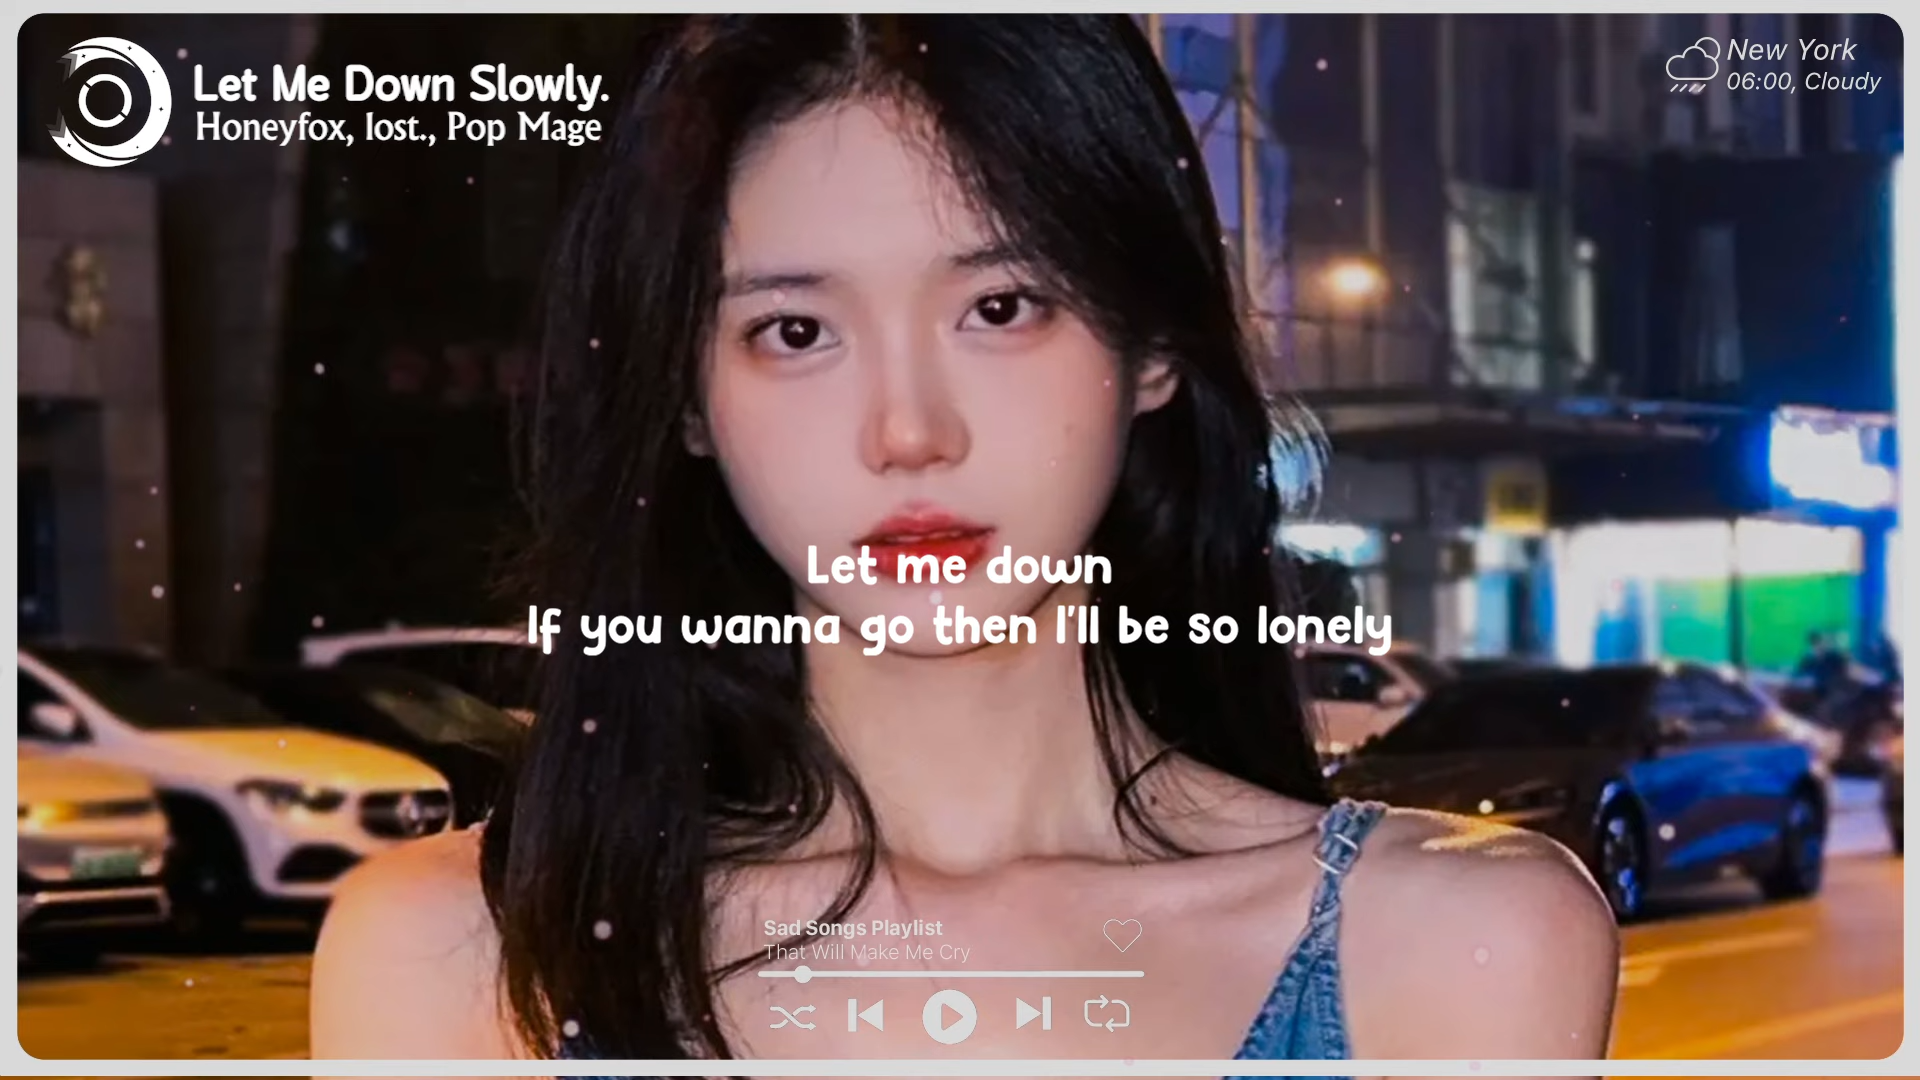 Let Me Down Slowly.
Honeyfox, lost., Pop Mage
New York
06:00, Cloudy
Let me down
If you wanna go then I'll be so lonely
Sad Songs Playlist
That Will Make Me Cry